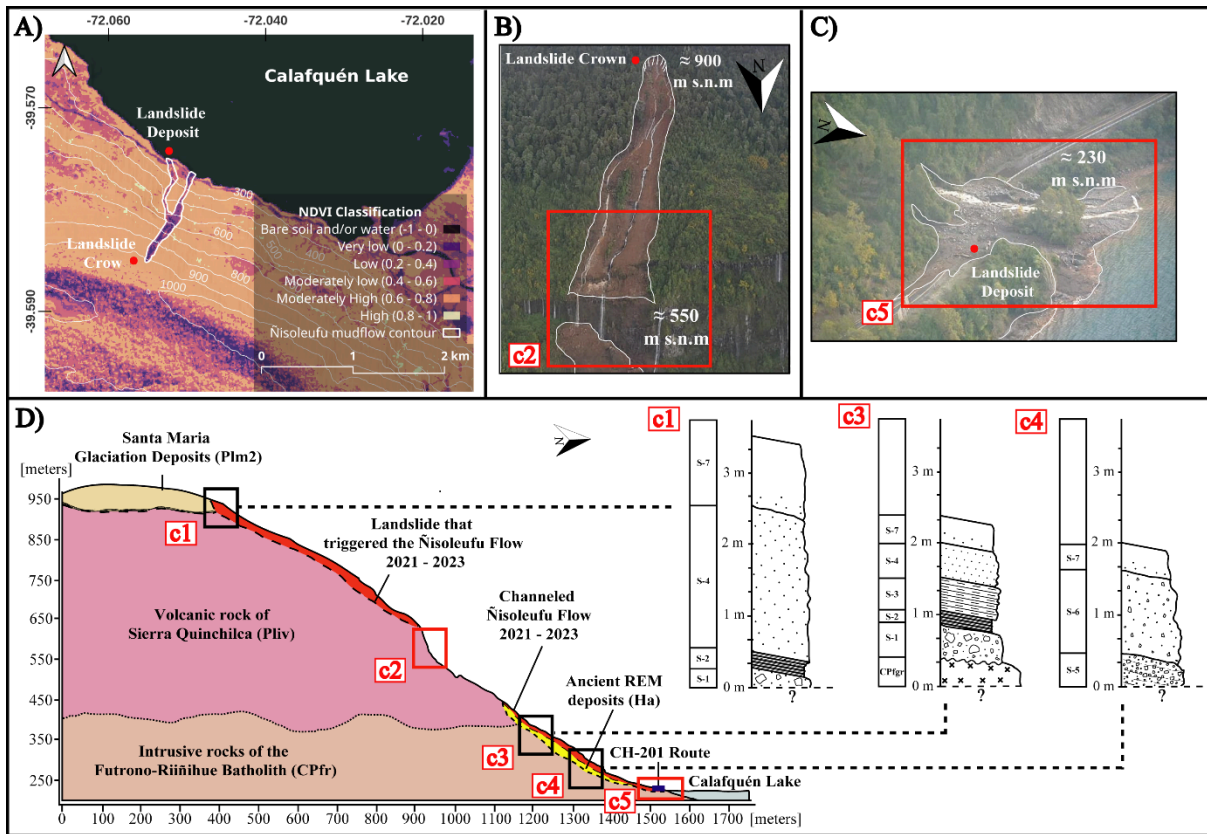 A)
-72.060
-72.040
-72.020
-39.570
-39.590
Calafquén Lake
Landslide
Deposit
Landslide
Crow
300
600
500
400
900
800
1000
NDVI Classification
Bare soil and/or water (-1 - 0)
Very low (0 - 0.2)
Low (0.2 - 0.4)
Moderately low (0.4 - 0.6)
Moderately High (0.6 - 0.8)
High (0.8 - 1)
Ñisoleufu mudflow contour
0
1
2 km
B)
Landslide Crown
≈ 900
m s.n.m
N
≈ 550
m s.n.m
c2
C)
N
≈ 230
m s.n.m
Landslide
Deposit
c5
D)
Santa Maria
Glaciation Deposits (Plm2)
[meters]
950
850
750
650
550
450
350
250
N
c1
Landslide that
triggered the Ñisoleufu Flow
2021 - 2023
Volcanic rock of
Sierra Quinchilca (Pliv)
c2
Channeled
Ñisoleufu Flow
2021 - 2023
Ancient REM
deposits (Ha)
Intrusive rocks of the
Futrono-Riiñihue Batholith (CPfr)
c3
c4
CH-201 Route
c5
Calafquén Lake
0 100 200 300 400 500 600 700 800 900 1000 1100 1200 1300 1400 1500 1600 1700 [meters]
c1
S-7
S-4
S-2
S-1
3 m
2 m
1 m
0 m
?
c3
S-7
S-4
S-3
S-2
S-1
CPfgr
3 m
2 m
1 m
0 m
?
c4
S-7
S-6
S-5
3 m
2 m
1 m
0 m
?